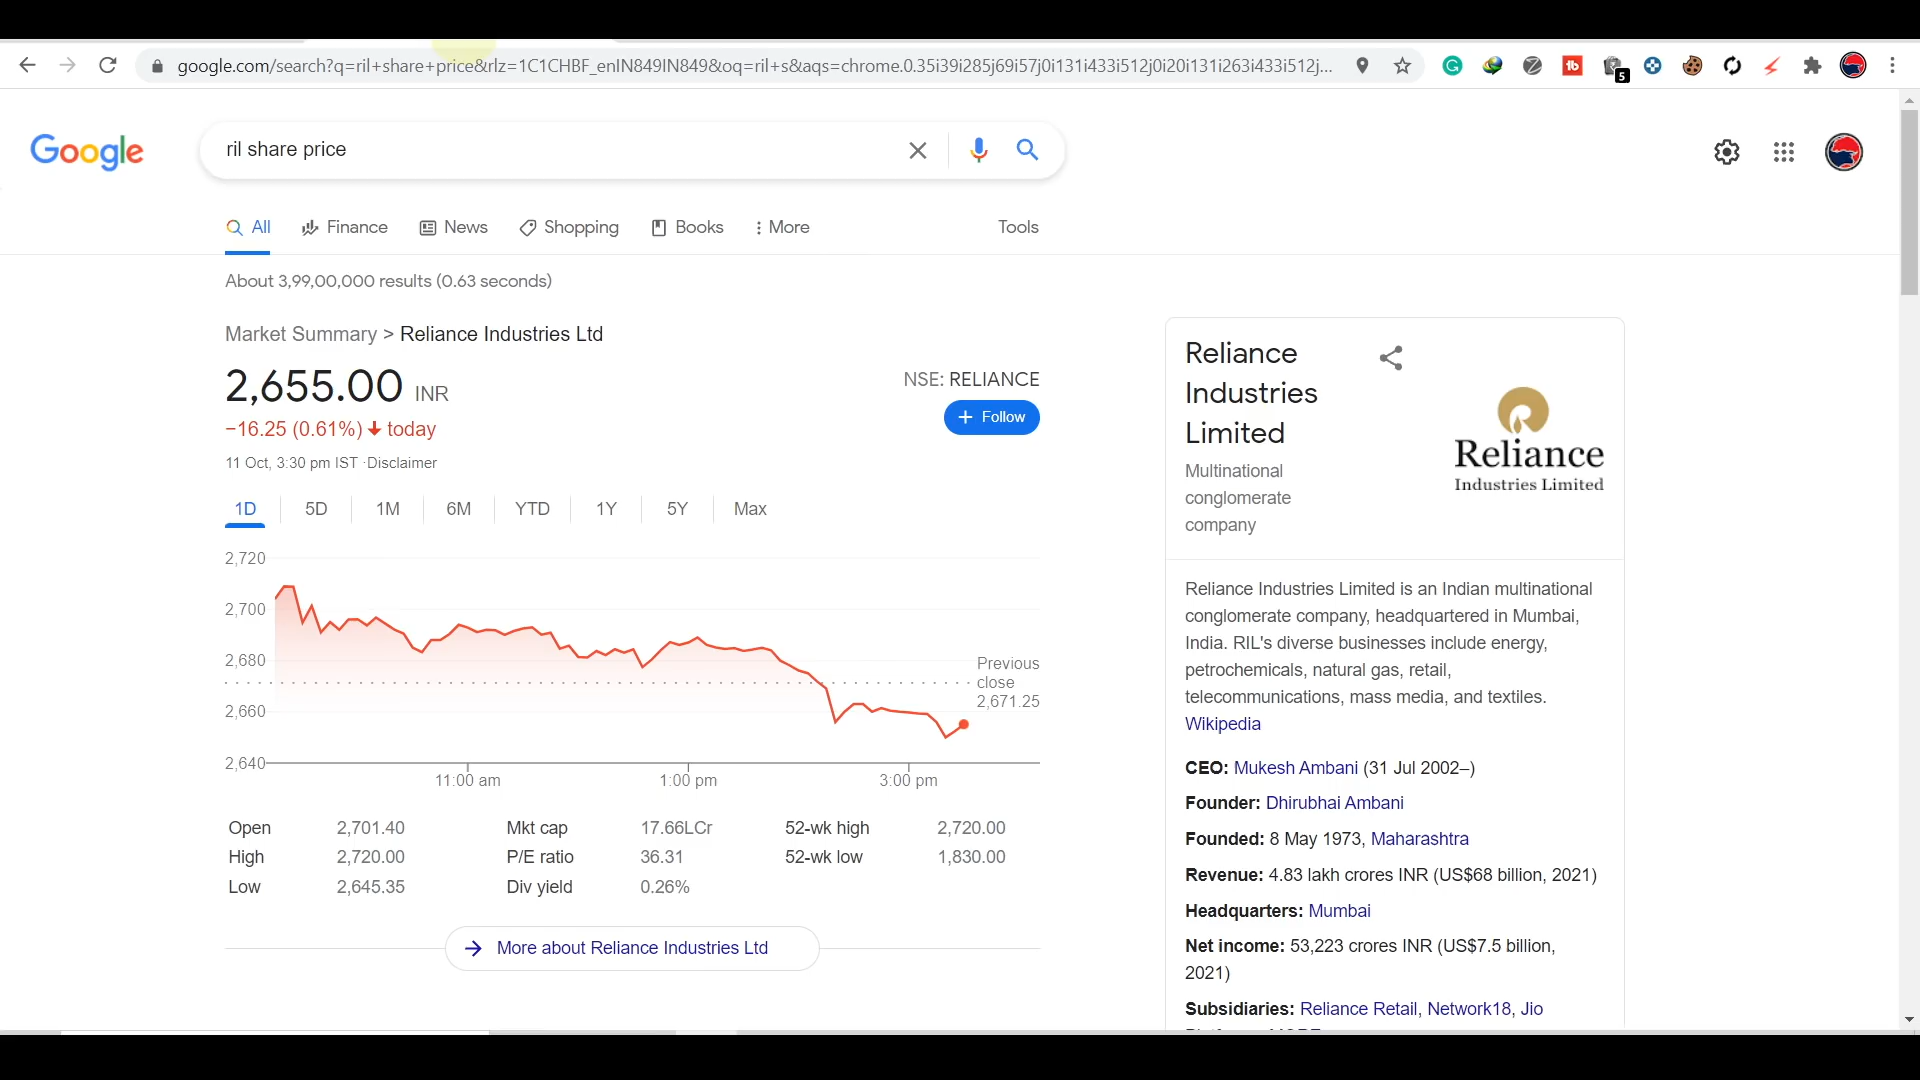 google.com/search?q=ril+share+price&rlz=1C1CHBF_enIN849IN849&oq=ril+s&aqs=chrome.0.35i39i285j69i57j0i131i433i512j0i20i131i263i433i512j...
5
Google
ril share price
All
Finance
News
Shopping
Books
More
Tools
About 3,99,00,000 results (0.63 seconds)
Market Summary > Reliance Industries Ltd
2,655.00 INR
NSE: RELIANCE
−16.25 (0.61%) today
+ Follow
11 Oct, 3:30 pm IST ·Disclaimer
1D 5D 1M 6M YTD 1Y 5Y Max
2,720
2,700
2,680
2,660
2,640
Previous
close
2,671.25
11:00 am 1:00 pm 3:00 pm
Open 2,701.40 Mkt cap 17.66LCr 52-wk high 2,720.00
High 2,720.00 P/E ratio 36.31 52-wk low 1,830.00
Low 2,645.35 Div yield 0.26%
More about Reliance Industries Ltd
Reliance
Industries
Limited
Multinational
conglomerate
company
Reliance
Industries Limited
Reliance Industries Limited is an Indian multinational
conglomerate company, headquartered in Mumbai,
India. RIL's diverse businesses include energy,
petrochemicals, natural gas, retail,
telecommunications, mass media, and textiles.
Wikipedia
CEO: Mukesh Ambani (31 Jul 2002–)
Founder: Dhirubhai Ambani
Founded: 8 May 1973, Maharashtra
Revenue: 4.83 lakh crores INR (US$68 billion, 2021)
Headquarters: Mumbai
Net income: 53,223 crores INR (US$7.5 billion,
2021)
Subsidiaries: Reliance Retail, Network18, Jio